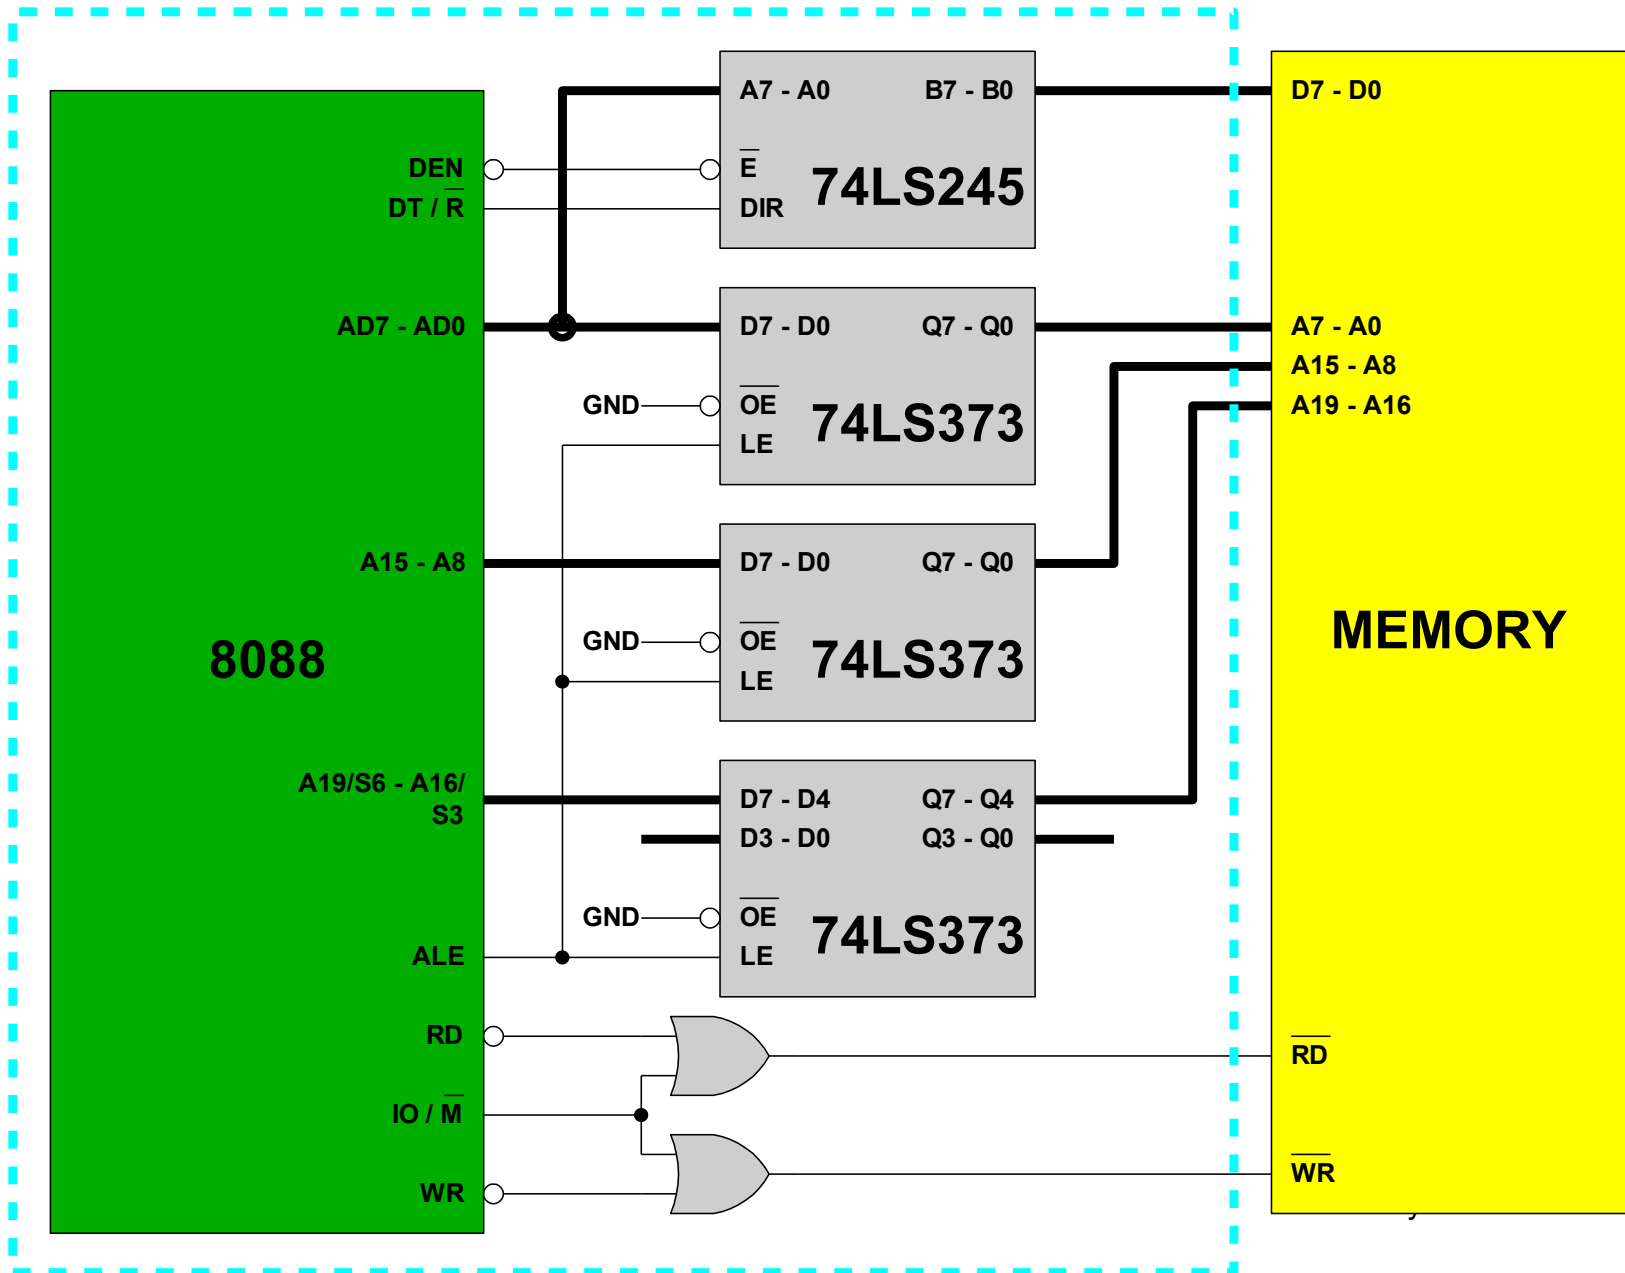 A7 - A0 B7 - B0 D7 - D0
DEN E
74LS245
DT / R DIR
AD7 - AD0 D7 - D0 Q7 - Q0 A7 - A0
A15 - A8
GND OE A19 - A16
74LS373
LE
A15 - A8 D7 - D0 Q7 - Q0
MEMORY
GND OE
8088 74LS373
LE
A19/S6 - A16/
S3
D7 - D4 Q7 - Q4
D3 - D0 Q3 - Q0
GND OE
74LS373
ALE LE
RD RD
IO / M
WR WR